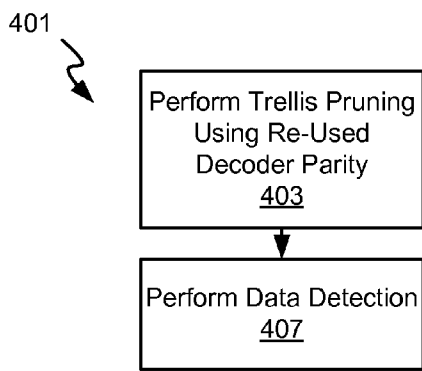 401
Perform Trellis Pruning
Using Re-Used
Decoder Parity
403
Perform Data Detection
407